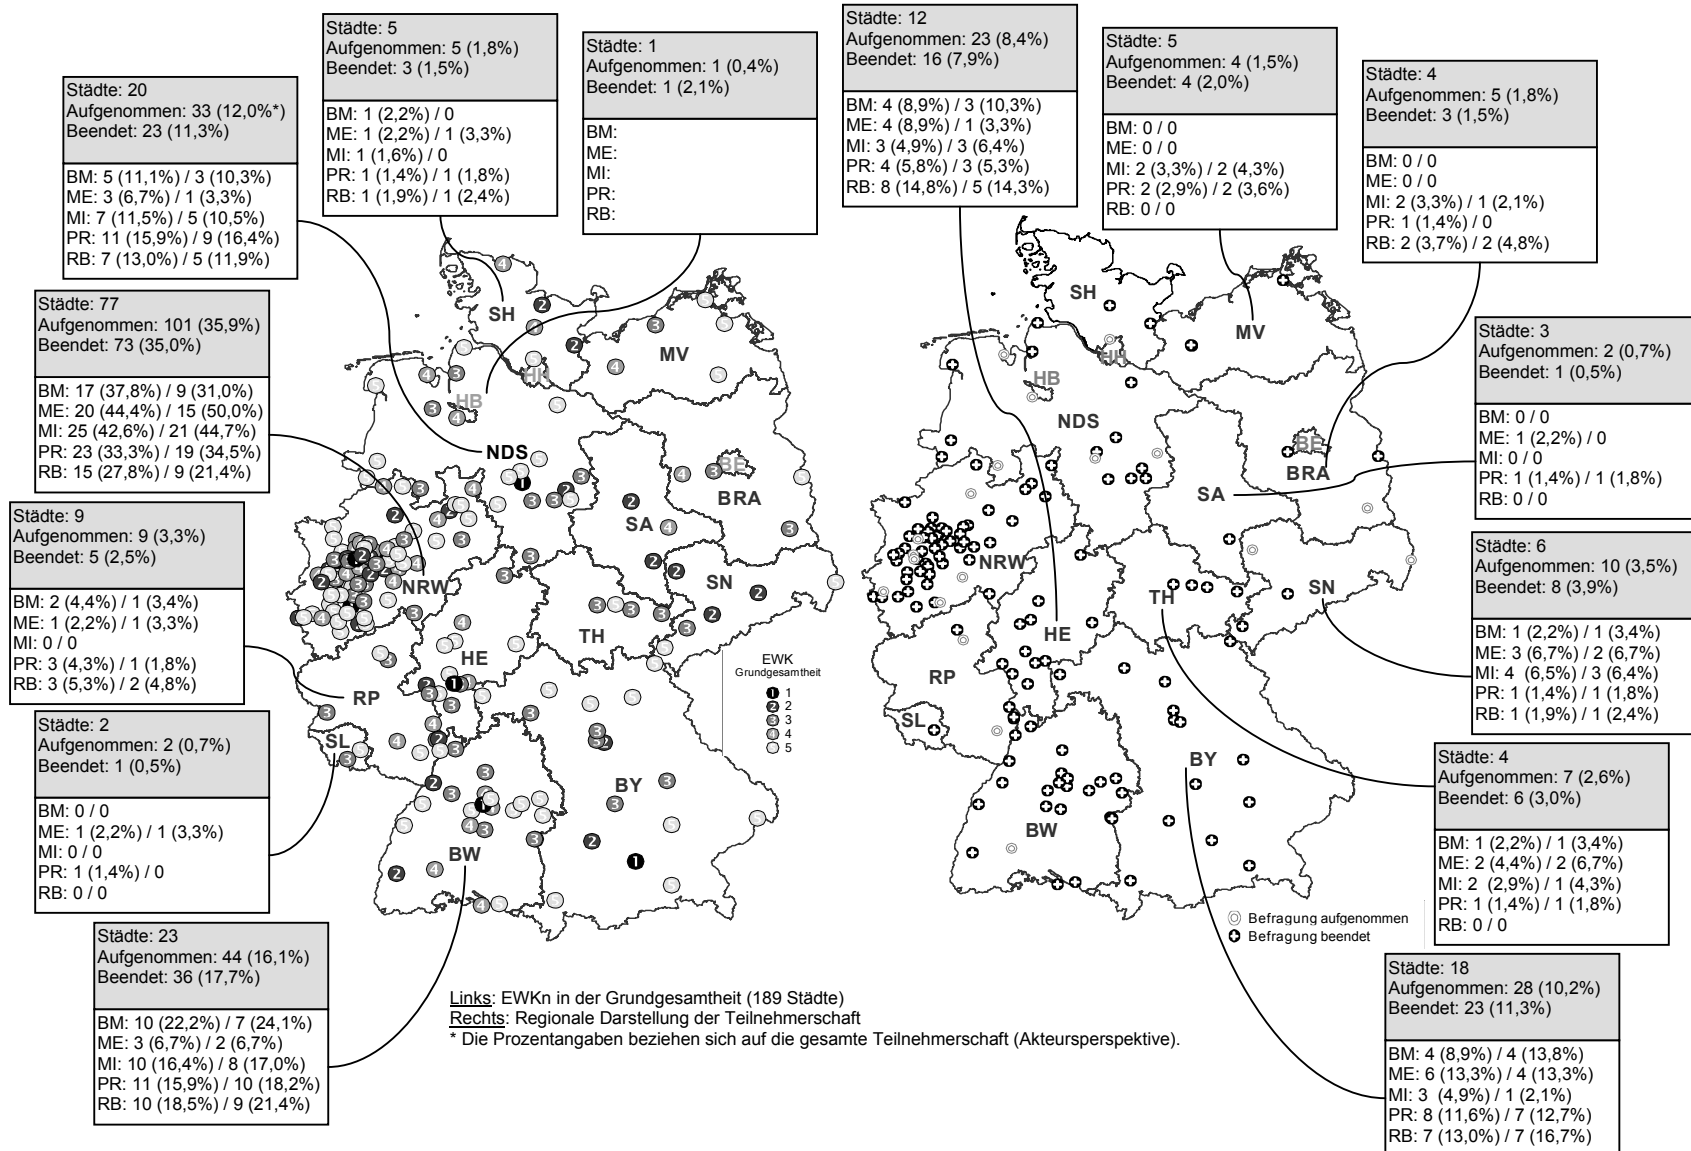 Städte: 5
Aufgenommen: 5 (1,8%)
Beendet: 3 (1,5%)
BM: 1 (2,2%) / 0
ME: 1 (2,2%) / 1 (3,3%)
MI: 1 (1,6%) / 0
PR: 1 (1,4%) / 1 (1,8%)
RB: 1 (1,9%) / 1 (2,4%)
Städte: 1
Aufgenommen: 1 (0,4%)
Beendet: 1 (2,1%)
BM:
ME:
MI:
PR:
RB:
Städte: 12
Aufgenommen: 23 (8,4%)
Beendet: 16 (7,9%)
BM: 4 (8,9%) / 3 (10,3%)
ME: 4 (8,9%) / 1 (3,3%)
MI: 3 (4,9%) / 3 (6,4%)
PR: 4 (5,8%) / 3 (5,3%)
RB: 8 (14,8%) / 5 (14,3%)
Städte: 5
Aufgenommen: 4 (1,5%)
Beendet: 4 (2,0%)
BM: 0 / 0
ME: 0 / 0
MI: 2 (3,3%) / 2 (4,3%)
PR: 2 (2,9%) / 2 (3,6%)
RB: 0 / 0
Städte: 4
Aufgenommen: 5 (1,8%)
Beendet: 3 (1,5%)
BM: 0 / 0
ME: 0 / 0
MI: 2 (3,3%) / 1 (2,1%)
PR: 1 (1,4%) / 0
RB: 2 (3,7%) / 2 (4,8%)
Städte: 20
Aufgenommen: 33 (12,0%*)
Beendet: 23 (11,3%)
BM: 5 (11,1%) / 3 (10,3%)
ME: 3 (6,7%) / 1 (3,3%)
MI: 7 (11,5%) / 5 (10,5%)
PR: 11 (15,9%) / 9 (16,4%)
RB: 7 (13,0%) / 5 (11,9%)
Städte: 77
Aufgenommen: 101 (35,9%)
Beendet: 73 (35,0%)
BM: 17 (37,8%) / 9 (31,0%)
ME: 20 (44,4%) / 15 (50,0%)
MI: 25 (42,6%) / 21 (44,7%)
PR: 23 (33,3%) / 19 (34,5%)
RB: 15 (27,8%) / 9 (21,4%)
Städte: 9
Aufgenommen: 9 (3,3%)
Beendet: 5 (2,5%)
BM: 2 (4,4%) / 1 (3,4%)
ME: 1 (2,2%) / 1 (3,3%)
MI: 0 / 0
PR: 3 (4,3%) / 1 (1,8%)
RB: 3 (5,3%) / 2 (4,8%)
Städte: 2
Aufgenommen: 2 (0,7%)
Beendet: 1 (0,5%)
BM: 0 / 0
ME: 1 (2,2%) / 1 (3,3%)
MI: 0 / 0
PR: 1 (1,4%) / 0
RB: 0 / 0
Städte: 23
Aufgenommen: 44 (16,1%)
Beendet: 36 (17,7%)
BM: 10 (22,2%) / 7 (24,1%)
ME: 3 (6,7%) / 2 (6,7%)
MI: 10 (16,4%) / 8 (17,0%)
PR: 11 (15,9%) / 10 (18,2%)
RB: 10 (18,5%) / 9 (21,4%)
SH
MV
HH
HB
NDS
BE
BRA
SA
NRW
SN
TH
HE
RP
SL
BY
BW
EWK
Grundgesamtheit
1 1
2 2
3 3
4 4
5 5
SH
MV
HH
HB
NDS
BE
BRA
SA
NRW
TH
SN
HE
RP
SL
BY
BW
Befragung aufgenommen
Befragung beendet
Städte: 3
Aufgenommen: 2 (0,7%)
Beendet: 1 (0,5%)
BM: 0 / 0
ME: 1 (2,2%) / 0
MI: 0 / 0
PR: 1 (1,4%) / 1 (1,8%)
RB: 0 / 0
Städte: 6
Aufgenommen: 10 (3,5%)
Beendet: 8 (3,9%)
BM: 1 (2,2%) / 1 (3,4%)
ME: 3 (6,7%) / 2 (6,7%)
MI: 4 (6,5%) / 3 (6,4%)
PR: 1 (1,4%) / 1 (1,8%)
RB: 1 (1,9%) / 1 (2,4%)
Städte: 4
Aufgenommen: 7 (2,6%)
Beendet: 6 (3,0%)
BM: 1 (2,2%) / 1 (3,4%)
ME: 2 (4,4%) / 2 (6,7%)
MI: 2 (2,9%) / 1 (4,3%)
PR: 1 (1,4%) / 1 (1,8%)
RB: 0 / 0
Städte: 18
Aufgenommen: 28 (10,2%)
Beendet: 23 (11,3%)
BM: 4 (8,9%) / 4 (13,8%)
ME: 6 (13,3%) / 4 (13,3%)
MI: 3 (4,9%) / 1 (2,1%)
PR: 8 (11,6%) / 7 (12,7%)
RB: 7 (13,0%) / 7 (16,7%)
Links: EWKn in der Grundgesamtheit (189 Städte)
Rechts: Regionale Darstellung der Teilnehmerschaft
* Die Prozentangaben beziehen sich auf die gesamte Teilnehmerschaft (Akteursperspektive).